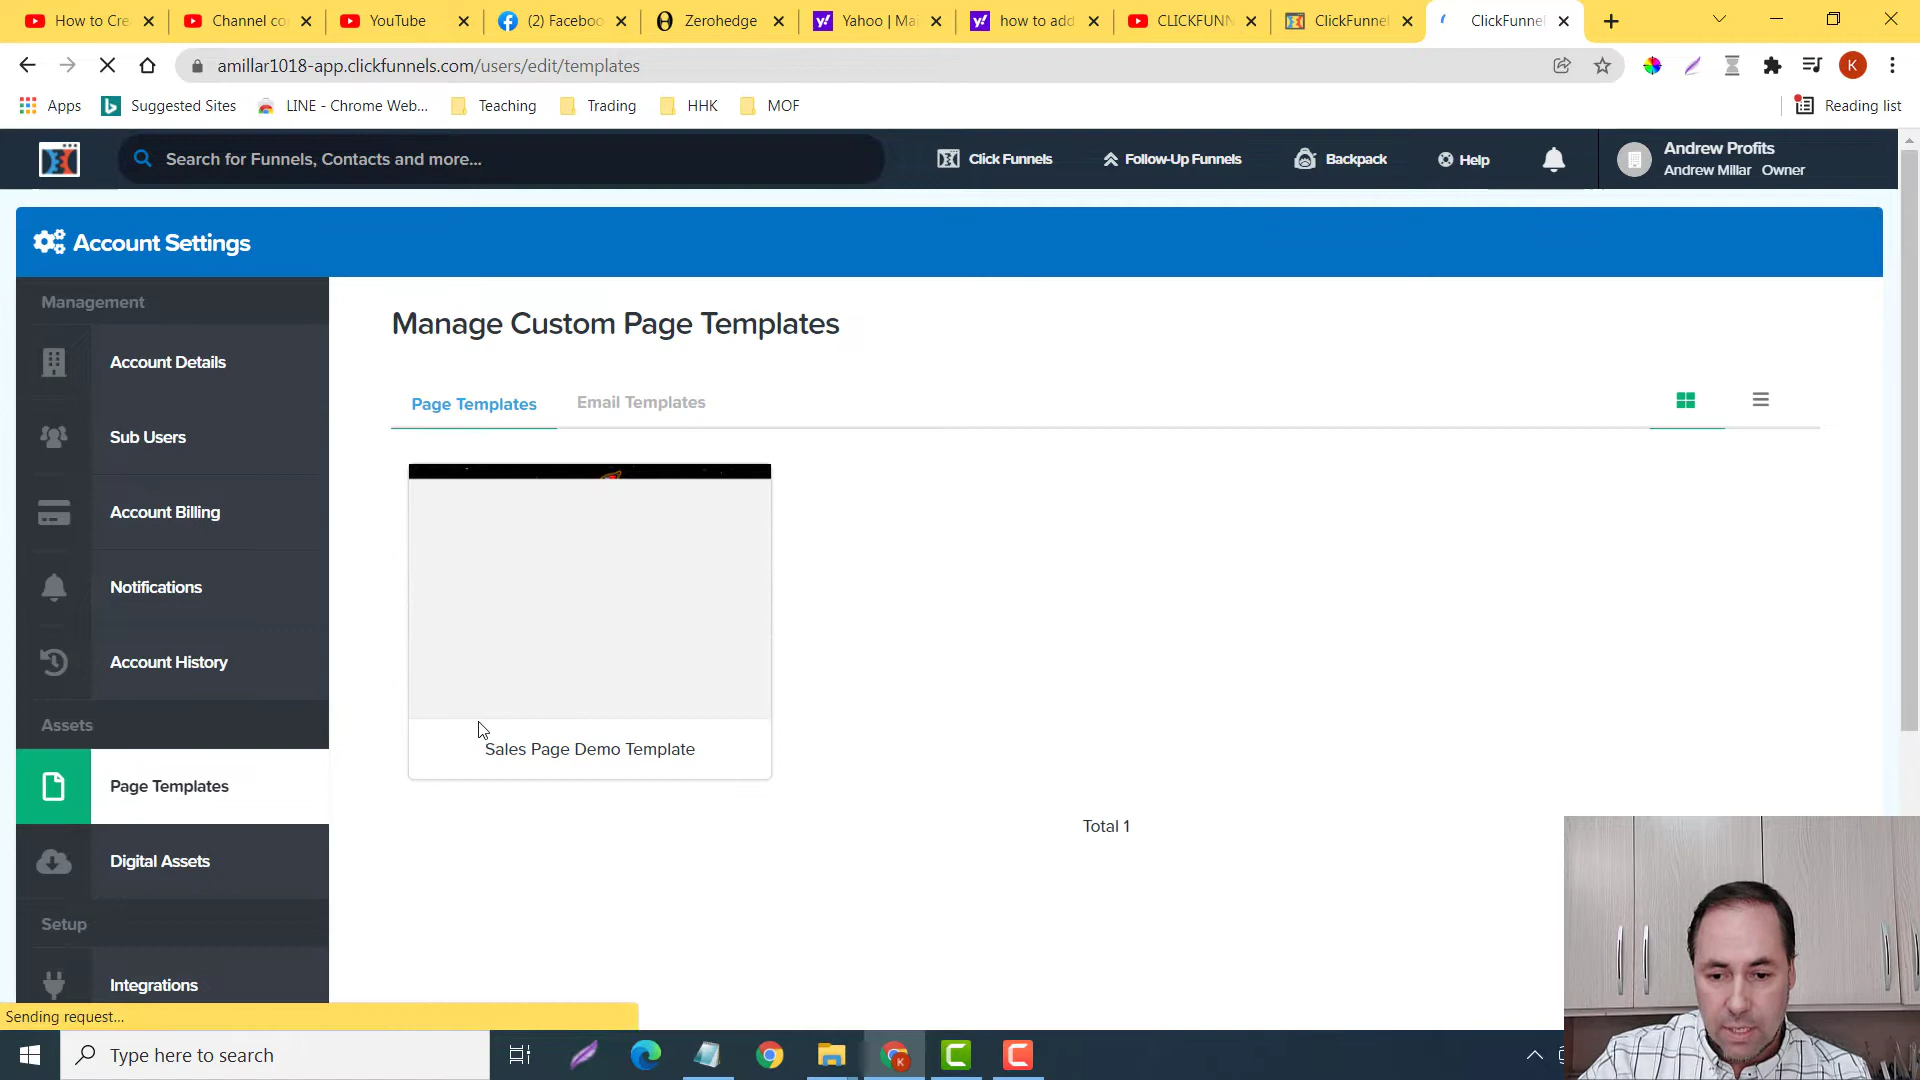 How to Cre
Channel co
YouTube
(2) Faceboo
Zerohedge
Yahoo | Mai
how to add
CLICKFUNN
ClickFunnel
ClickFunnel
amillar1018-app.clickfunnels.com/users/edit/templates
K
Apps
Suggested Sites
LINE - Chrome Web...
Teaching
Trading
HHK
MOF
Reading list
Search for Funnels, Contacts and more...
Click Funnels
Follow-Up Funnels
Backpack
Help
Andrew Profits
Andrew Millar Owner
Account Settings
Management
Account Details
Sub Users
Account Billing
Notifications
Account History
Assets
Page Templates
Digital Assets
Setup
Integrations
Manage Custom Page Templates
Page Templates
Email Templates
Sales Page Demo Template
Total 1
Sending request...
Type here to search